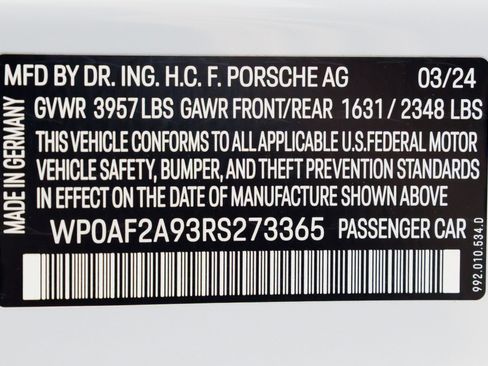 MFD BY DR. ING. H.C. F. PORSCHE AG 03/24
GVWR 3957 LBS GAWR FRONT/REAR 1631 / 2348 LBS
THIS VEHICLE CONFORMS TO ALL APPLICABLE U.S.FEDERAL MOTOR
VEHICLE SAFETY, BUMPER, AND THEFT PREVENTION STANDARDS
IN EFFECT ON THE DATE OF MANUFACTURE SHOWN ABOVE
WP0AF2A93RS273365 PASSENGER CAR
MADE IN GERMANY
992.010.534.D